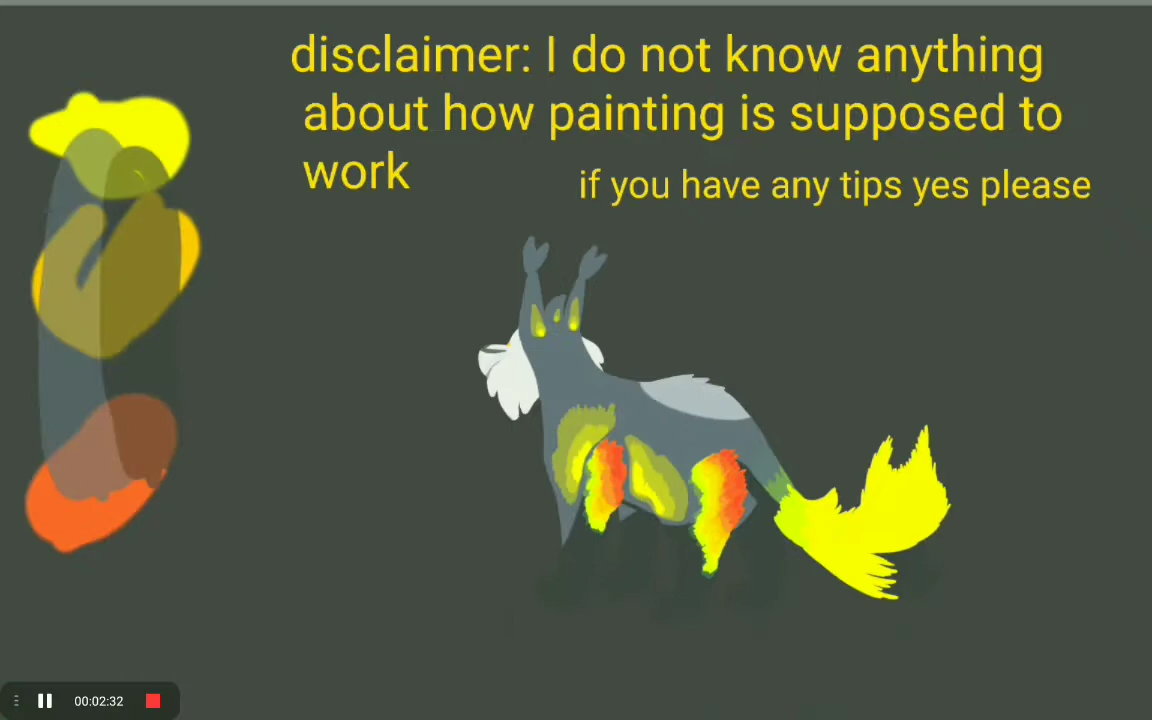 disclaimer: I do not know anything
about how painting is supposed to
work
if you have any tips yes please
00:02:32